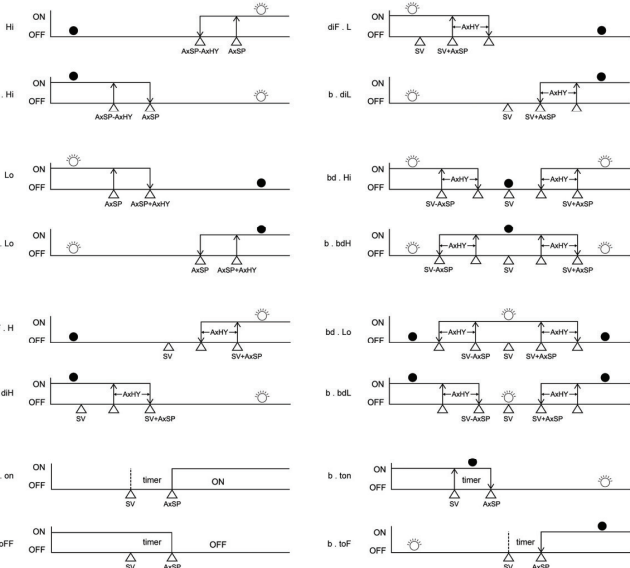 Hi
ON
OFF
AxSP-AxHY AxSP
. Hi
ON
OFF
AxSP-AxHY AxSP
Lo
ON
OFF
AxSP AxSP+AxHY
. Lo
ON
OFF
AxSP AxSP+AxHY
. H
ON
OFF
AxHY
SV SV+AxSP
diH
ON
OFF
AxHY
SV SV+AxSP
. on
ON
OFF
timer ON
SV AxSP
oFF
ON
OFF
timer OFF
SV AxSP
diF . L
ON
OFF
AxHY
SV SV+AxSP
b . diL
ON
OFF
AxHY
SV SV+AxSP
bd . Hi
ON
OFF
AxHY AxHY
SV-AxSP SV SV+AxSP
b . bdH
ON
OFF
AxHY AxHY
SV-AxSP SV SV+AxSP
bd . Lo
ON
OFF
AxHY AxHY
SV-AxSP SV SV+AxSP
b . bdL
ON
OFF
AxHY AxHY
SV-AxSP SV SV+AxSP
b . ton
ON
OFF
timer
SV AxSP
b . toF
ON
OFF
timer
SV AxSP